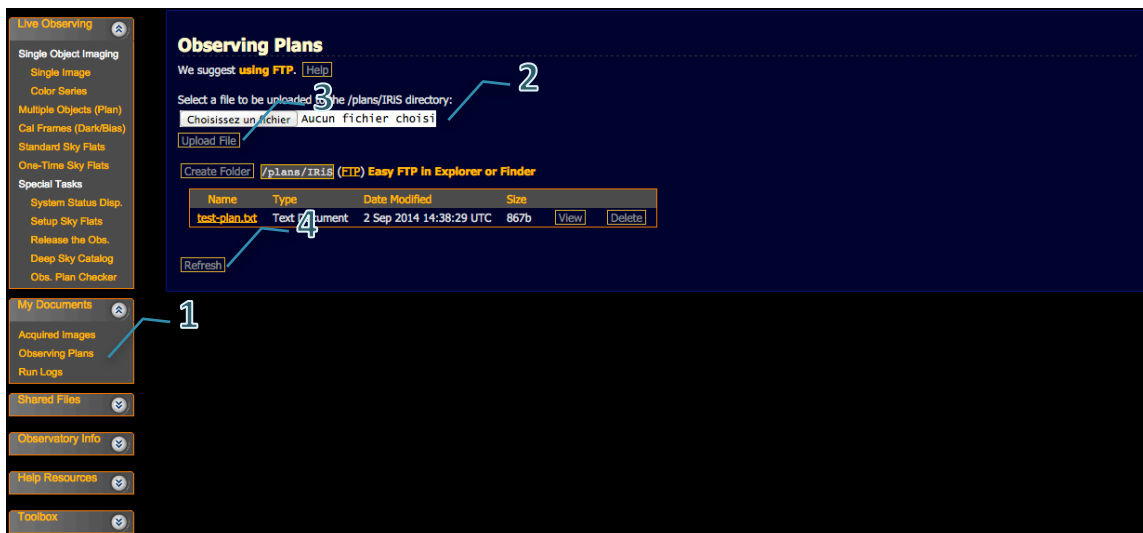 Live Observing
Single Object Imaging
Single Image
Color Series
Multiple Objects (Plan)
Cal Frames (Dark/Bias)
Standard Sky Flats
One-Time Sky Flats
Special Tasks
System Status Disp.
Setup Sky Flats
Release the Obs.
Deep Sky Catalog
Obs. Plan Checker
My Documents
Acquired Images
Observing Plans
Run Logs
Shared Files
Observatory Info
Help Resources
Toolbox
1
Observing Plans
We suggest using FTP. Help
2
Select a file to be uploaded to the /plans/IRiS directory:
3
Choisissez un fichier Aucun fichier choisi
Upload File
Create Folder /plans/IRiS (FTP) Easy FTP in Explorer or Finder
Name Type Date Modified Size
test-plan.txt Text Document 2 Sep 2014 14:38:29 UTC 867b View Delete
4
Refresh